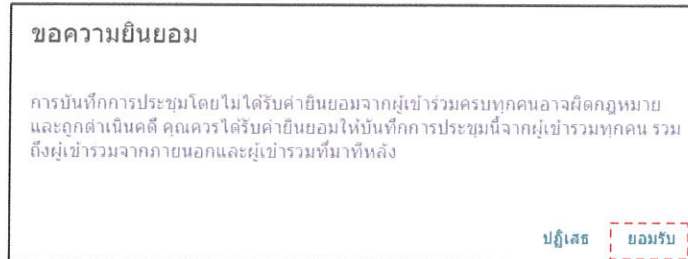 ขอความยินยอม
การบันทึกการประชุมโดยไม่ได้รับคำยินยอมจากผู้เข้าร่วมครบทุกคนอาจผิดกฎหมาย
และถูกดำเนินคดี คุณควรได้รับคำยินยอมให้บันทึกการประชุมนี้จากผู้เข้ารวมทุกคน รวม
ถึงผู้เข้ารวมจากภายนอกและผู้เข้ารวมที่มาทีหลัง
ปฏิเสธ ยอมรับ